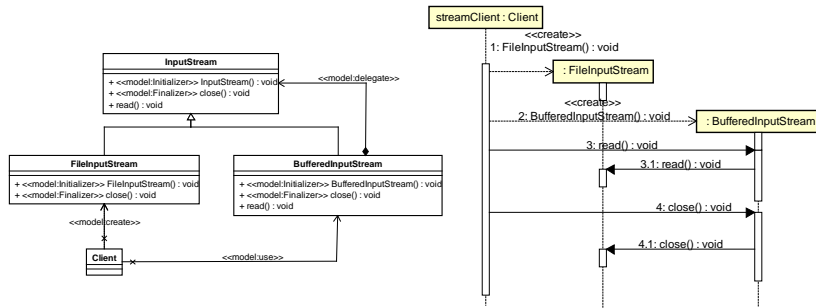 InputStream
+ <<model:Initializer>> InputStream() : void
+ <<model:Finalizer>> close() : void
+ read() : void
<<model:delegate>>
FileInputStream
+ <<model:Initializer>> FileInputStream() : void
+ <<model:Finalizer>> close() : void
BufferedInputStream
+ <<model:Initializer>> BufferedInputStream() : void
+ <<model:Finalizer>> close() : void
+ read() : void
<<model:create>>
Client
<<model:use>>
streamClient : Client
<<create>>
1: FileInputStream() : void
: FileInputStream
<<create>>
2: BufferedInputStream() : void
: BufferedInputStream
3: read() : void
3.1: read() : void
4: close() : void
4.1: close() : void